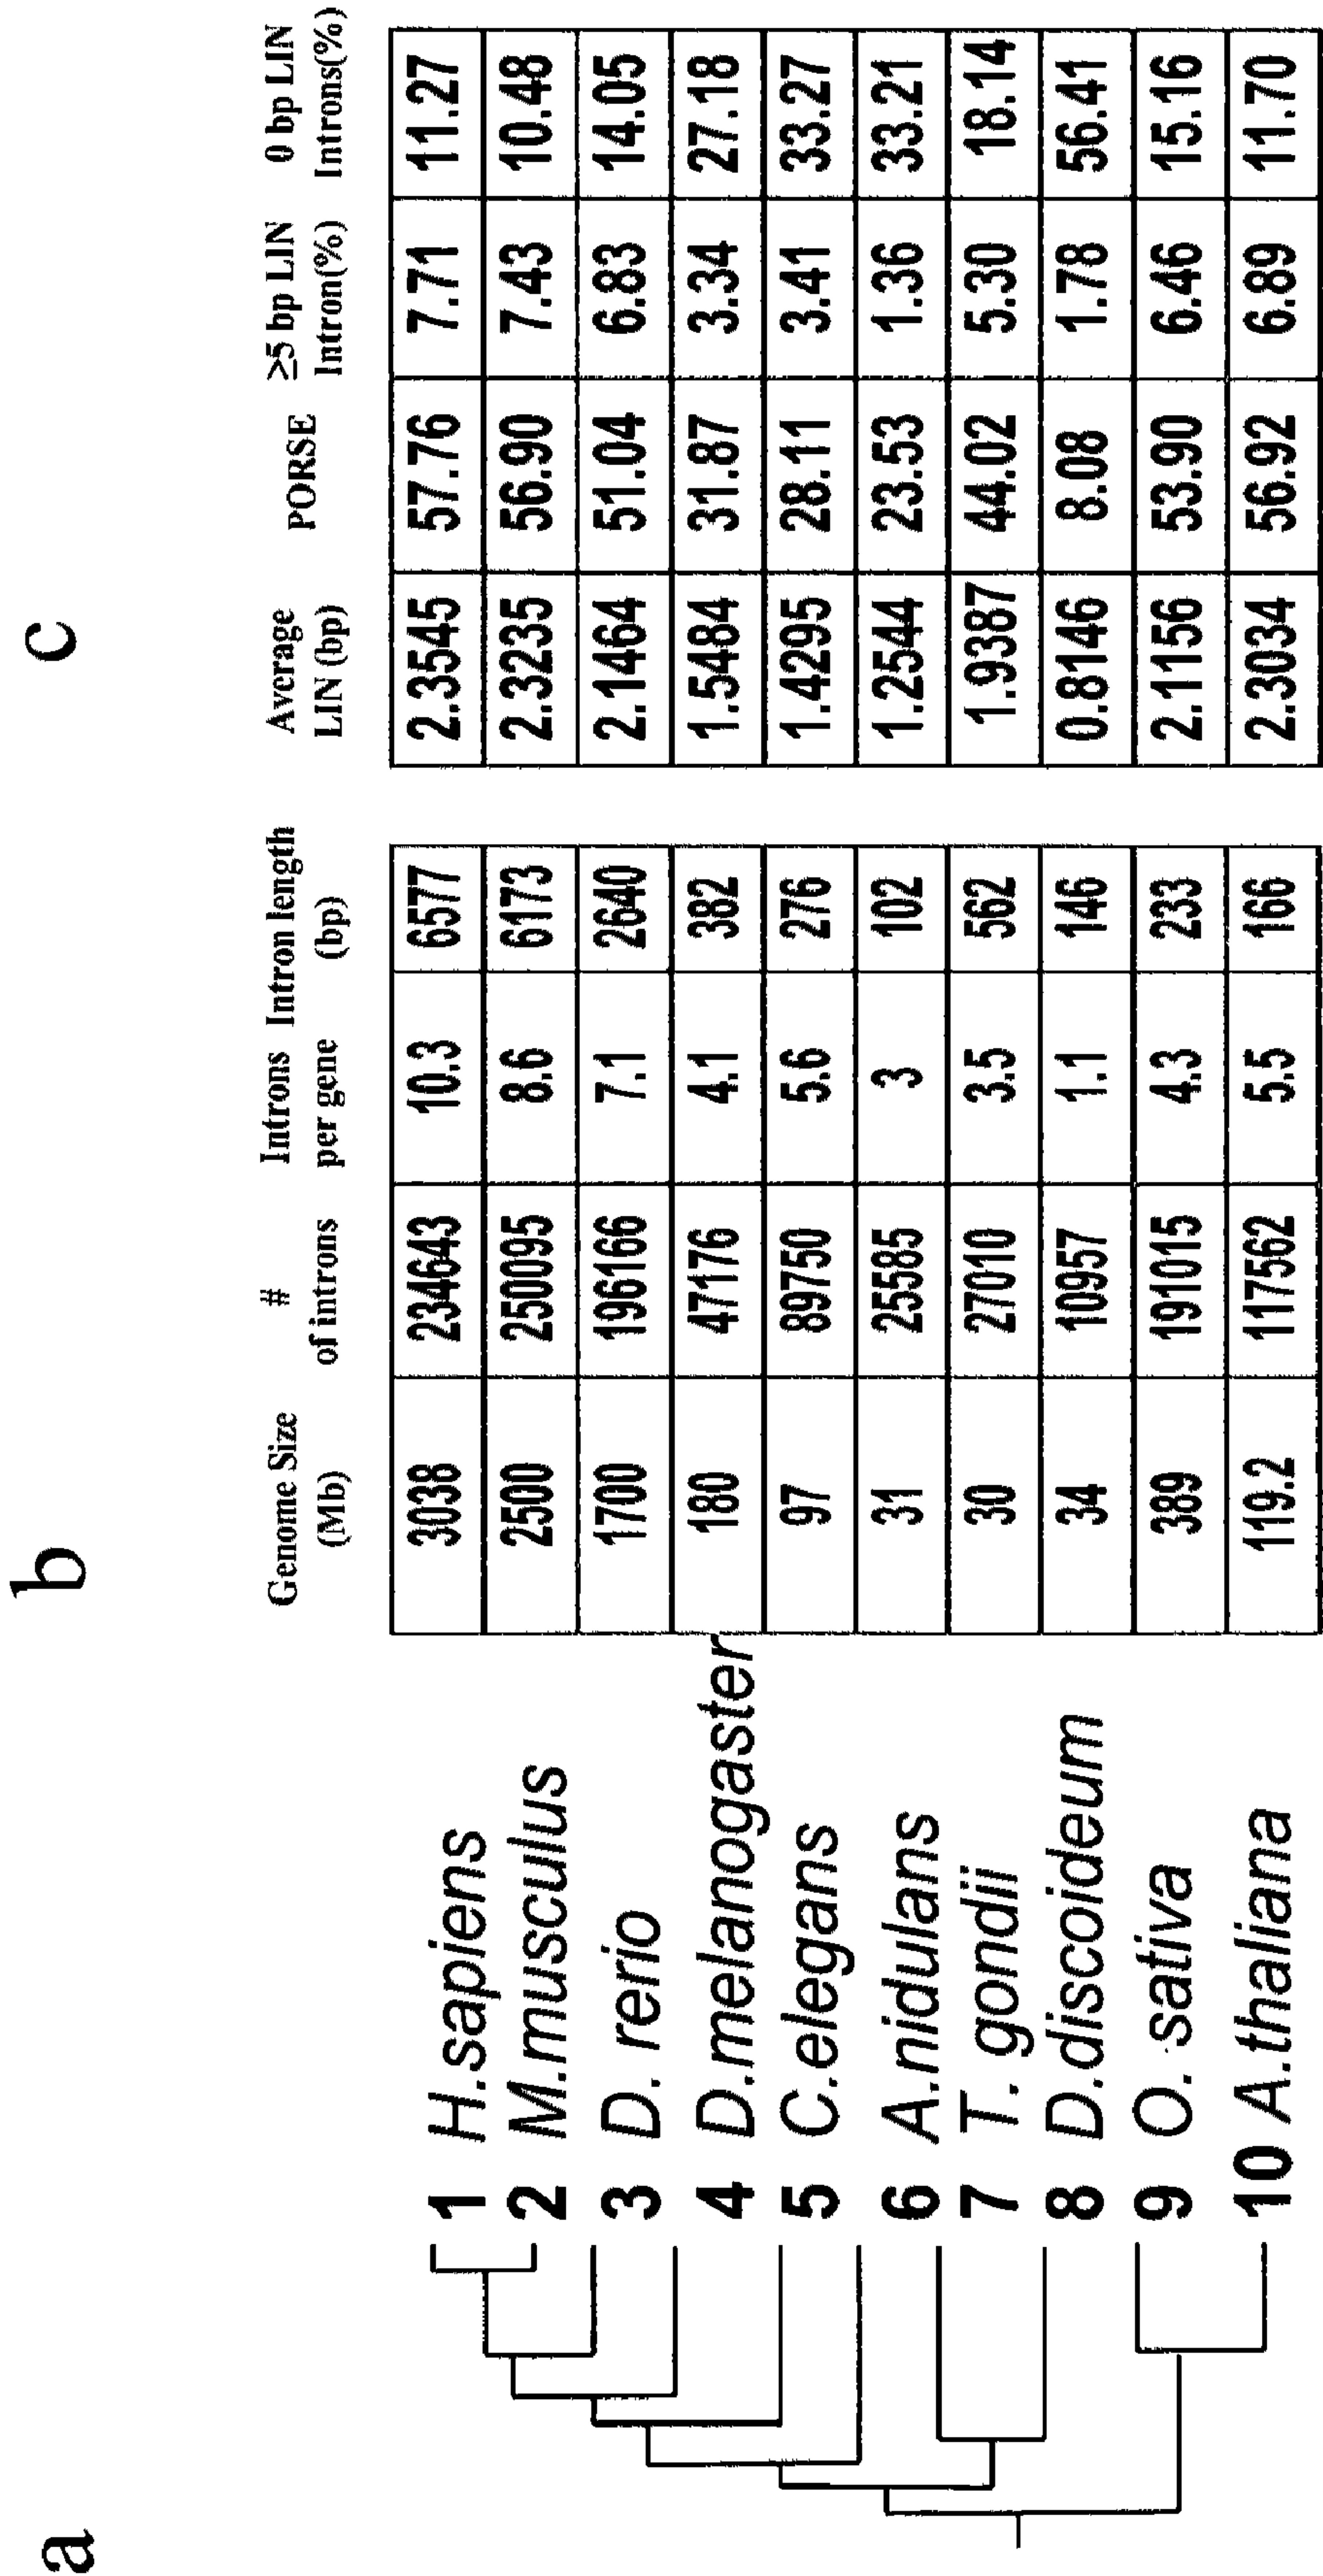 a b c
Genome Size (Mb) # of introns Introns per gene Intron length (bp) Average LIN (bp) PORSE ≥5 bp LIN Intron(%) 0 bp LIN Introns(%)
1 H.sapiens 3038 234643 10.3 6577 2.3545 57.76 7.71 11.27
2 M.musculus 2500 250095 8.6 6173 2.3235 56.90 7.43 10.48
3 D. rerio 1700 196166 7.1 2640 2.1464 51.04 6.83 14.05
4 D.melanogaster 180 47176 4.1 382 1.5484 31.87 3.34 27.18
5 C.elegans 97 89750 5.6 276 1.4295 28.11 3.41 33.27
6 A.nidulans 31 25585 3 102 1.2544 23.53 1.36 33.21
7 T. gondii 30 27010 3.5 562 1.9387 44.02 5.30 18.14
8 D.discoideum 34 10957 1.1 146 0.8146 8.08 1.78 56.41
9 O. sativa 389 191015 4.3 233 2.1156 53.90 6.46 15.16
10 A.thaliana 119.2 117562 5.5 166 2.3034 56.92 6.89 11.70